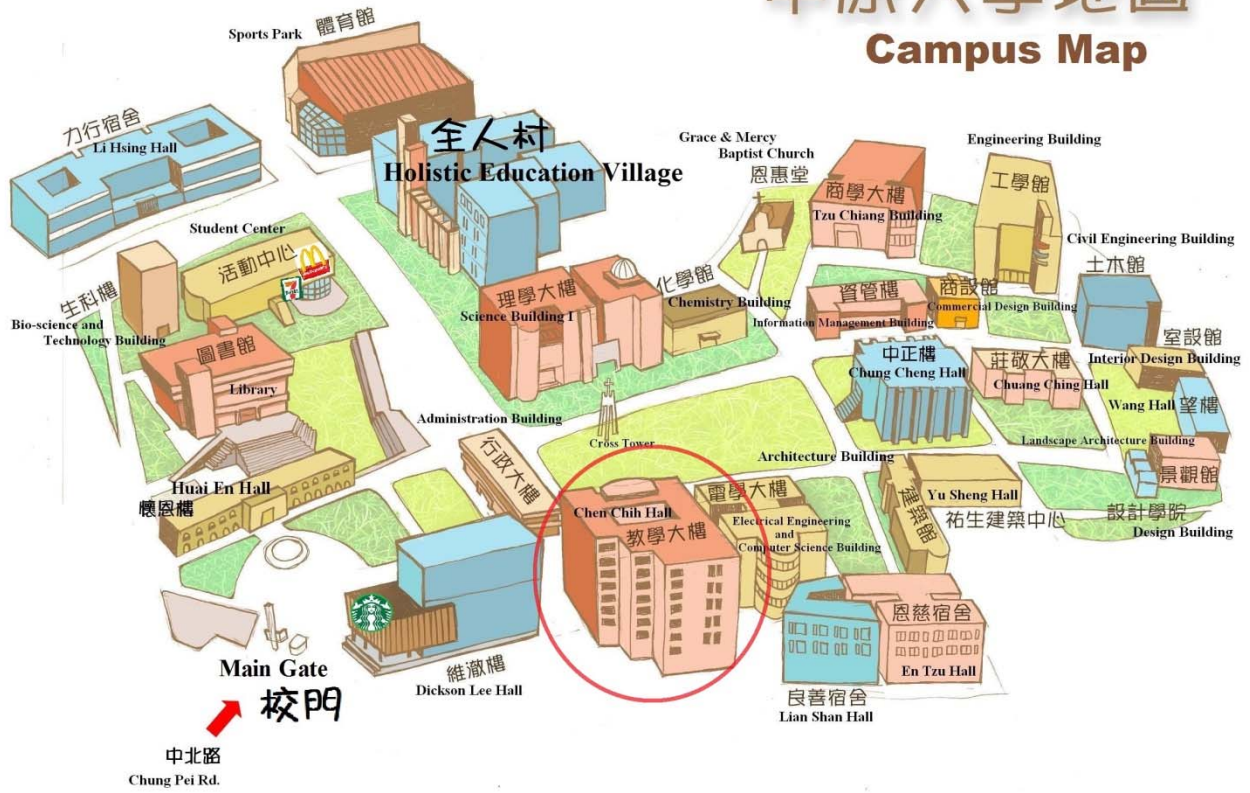 中原大學地圖
Campus Map
Sports Park
體育館
力行宿舍
Li Hsing Hall
全人村
Holistic Education Village
Grace & Mercy
Baptist Church
恩惠堂
商學大樓
Tzu Chiang Building
Engineering Building
工學館
Civil Engineering Building
土木館
Student Center
活動中心
McDonald's
7
生科樓
Bio-science and
Technology Building
圖書館
Library
理學大樓
Science Building I
化學館
Chemistry Building
資管樓
Information Management Building
商設館
Commercial Design Building
室設館
Interior Design Building
中正樓
Chung Cheng Hall
莊敬大樓
Chuang Ching Hall
Wang Hall 望樓
Landscape Architecture Building
景觀館
Administration Building
行政大樓
Cross Tower
Architecture Building
建築館
Yu Sheng Hall
祐生建築中心
設計學院
Design Building
Huai En Hall
懷恩樓
Chen Chih Hall
教學大樓
電學大樓
Electrical Engineering
and
Computer Science Building
恩慈宿舍
En Tzu Hall
良善宿舍
Lian Shan Hall
維澈樓
Dickson Lee Hall
Main Gate
校門
中北路
Chung Pei Rd.